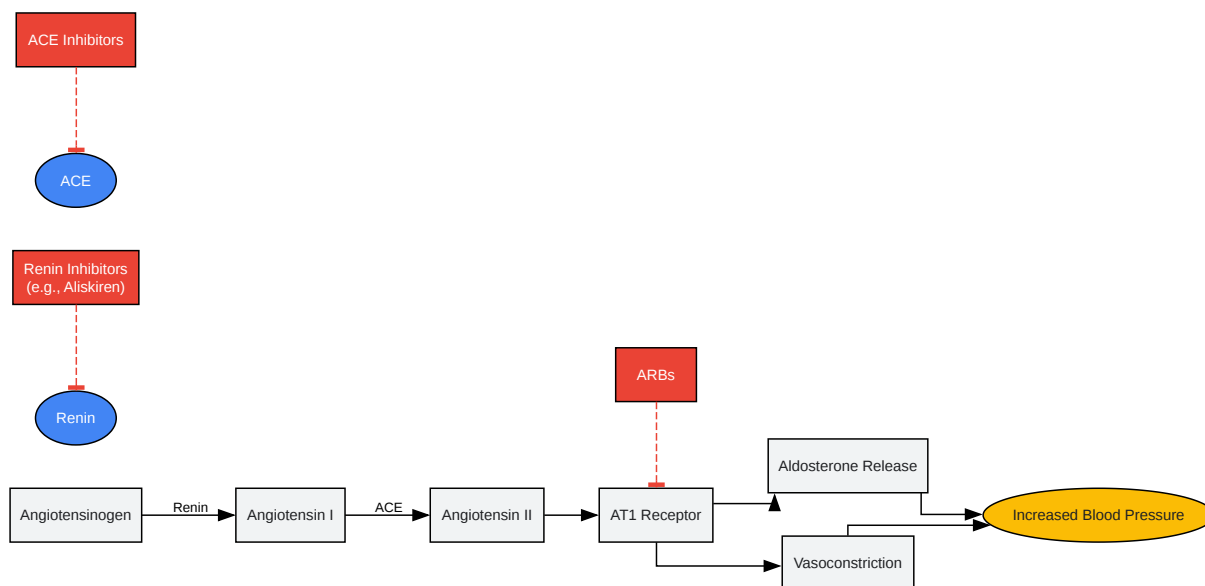 ACE Inhibitors
ACE
Renin Inhibitors
(e.g., Aliskiren)
Renin
ARBs
Aldosterone Release
Angiotensinogen
Renin
Angiotensin I
ACE
Angiotensin II
AT1 Receptor
Increased Blood Pressure
Vasoconstriction